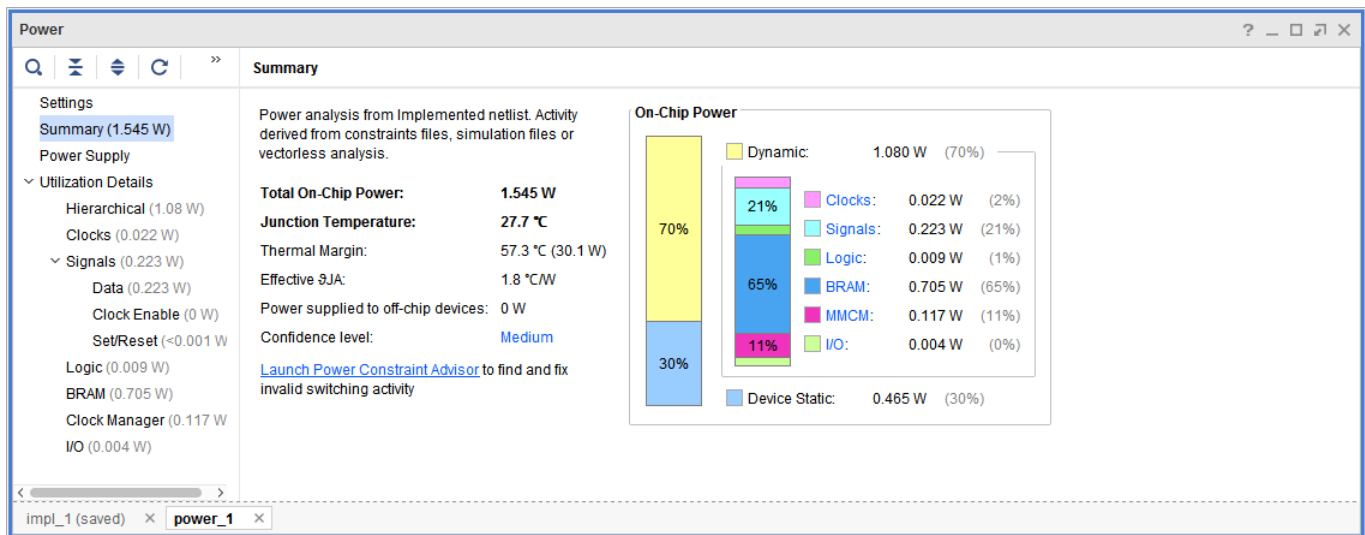 Power
?
»
Summary
Settings
Summary (1.545 W)
Power Supply
Utilization Details
Hierarchical (1.08 W)
Clocks (0.022 W)
Signals (0.223 W)
Data (0.223 W)
Clock Enable (0 W)
Set/Reset (<0.001 W
Logic (0.009 W)
BRAM (0.705 W)
Clock Manager (0.117 W
I/O (0.004 W)
Power analysis from Implemented netlist. Activity
derived from constraints files, simulation files or
vectorless analysis.
Total On-Chip Power: 1.545 W
Junction Temperature: 27.7 °C
Thermal Margin: 57.3 °C (30.1 W)
Effective ϑJA: 1.8 °C/W
Power supplied to off-chip devices: 0 W
Confidence level: Medium
Launch Power Constraint Advisor to find and fix
invalid switching activity
On-Chip Power
70%
30%
Dynamic: 1.080 W (70%)
21%
65%
11%
Clocks: 0.022 W (2%)
Signals: 0.223 W (21%)
Logic: 0.009 W (1%)
BRAM: 0.705 W (65%)
MMCM: 0.117 W (11%)
I/O: 0.004 W (0%)
Device Static: 0.465 W (30%)
impl_1 (saved) × power_1 ×